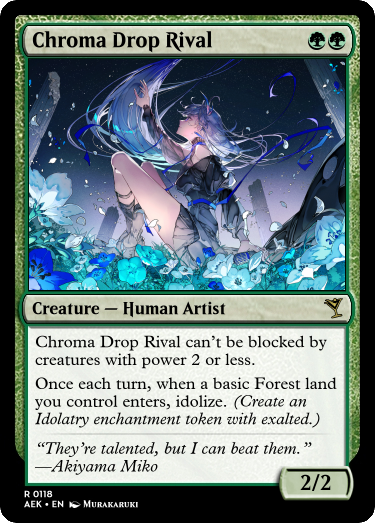 Chroma Drop Rival
Creature — Human Artist
Chroma Drop Rival can't be blocked by
creatures with power 2 or less.
Once each turn, when a basic Forest land
you control enters, idolize. (Create an
Idolatry enchantment token with exalted.)
“They're talented, but I can beat them.”
—Akiyama Miko
2/2
R 0118
AEK • EN Murakaruki